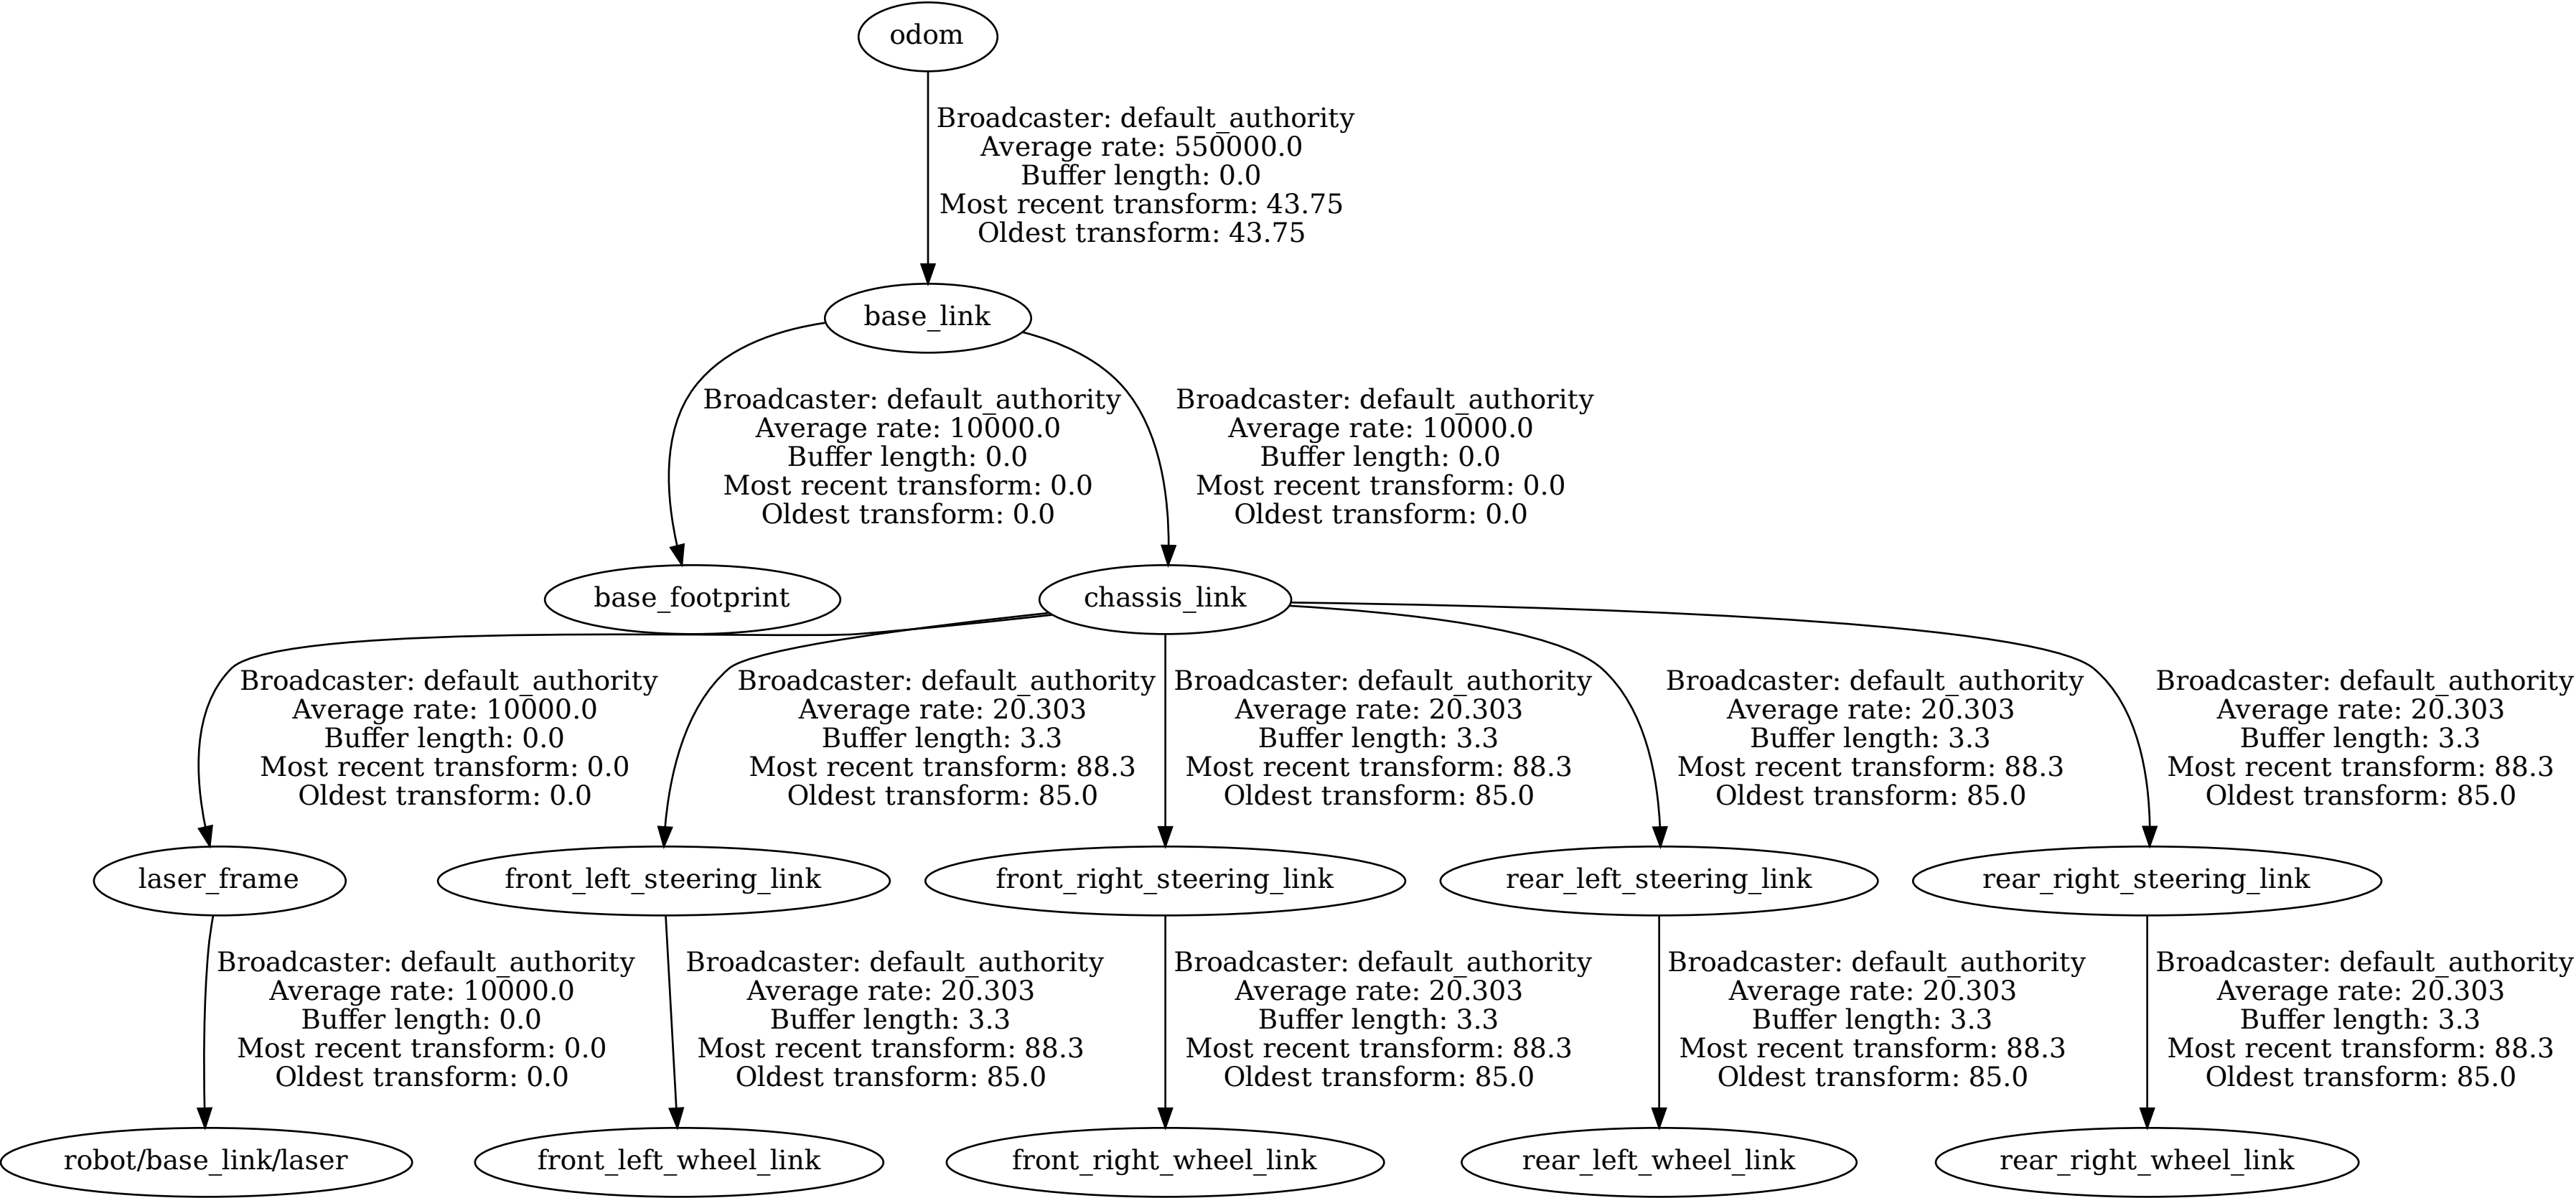 odom
Broadcaster: default_authority
Average rate: 550000.0
Buffer length: 0.0
Most recent transform: 43.75
Oldest transform: 43.75
base_link
Broadcaster: default_authority
Average rate: 10000.0
Buffer length: 0.0
Most recent transform: 0.0
Oldest transform: 0.0
Broadcaster: default_authority
Average rate: 10000.0
Buffer length: 0.0
Most recent transform: 0.0
Oldest transform: 0.0
base_footprint
chassis_link
Broadcaster: default_authority
Average rate: 10000.0
Buffer length: 0.0
Most recent transform: 0.0
Oldest transform: 0.0
Broadcaster: default_authority
Average rate: 20.303
Buffer length: 3.3
Most recent transform: 88.3
Oldest transform: 85.0
Broadcaster: default_authority
Average rate: 20.303
Buffer length: 3.3
Most recent transform: 88.3
Oldest transform: 85.0
Broadcaster: default_authority
Average rate: 20.303
Buffer length: 3.3
Most recent transform: 88.3
Oldest transform: 85.0
Broadcaster: default_authority
Average rate: 20.303
Buffer length: 3.3
Most recent transform: 88.3
Oldest transform: 85.0
laser_frame
front_left_steering_link
front_right_steering_link
rear_left_steering_link
rear_right_steering_link
Broadcaster: default_authority
Average rate: 10000.0
Buffer length: 0.0
Most recent transform: 0.0
Oldest transform: 0.0
Broadcaster: default_authority
Average rate: 20.303
Buffer length: 3.3
Most recent transform: 88.3
Oldest transform: 85.0
Broadcaster: default_authority
Average rate: 20.303
Buffer length: 3.3
Most recent transform: 88.3
Oldest transform: 85.0
Broadcaster: default_authority
Average rate: 20.303
Buffer length: 3.3
Most recent transform: 88.3
Oldest transform: 85.0
Broadcaster: default_authority
Average rate: 20.303
Buffer length: 3.3
Most recent transform: 88.3
Oldest transform: 85.0
robot/base_link/laser
front_left_wheel_link
front_right_wheel_link
rear_left_wheel_link
rear_right_wheel_link